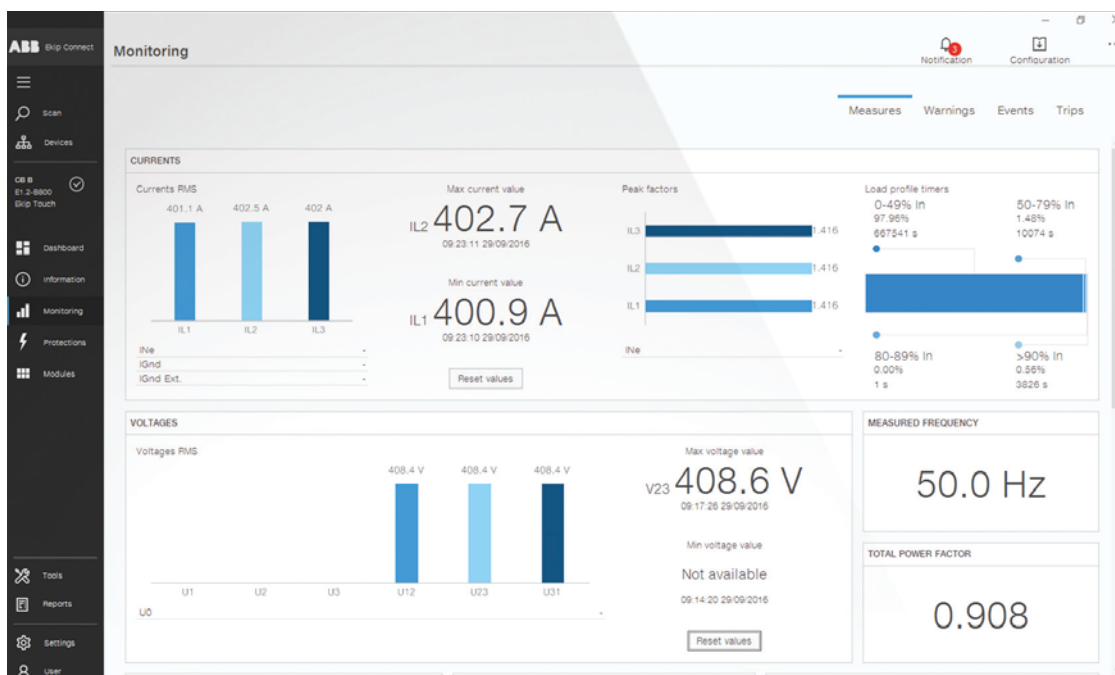 ABB Ekip Connect
Monitoring
3
Notification
Configuration
Scan
Devices
CB B
E1.2-B800
Ekip Touch
Dashboard
Information
Monitoring
Protections
Modules
Tools
Reports
Settings
User
Measures Warnings Events Trips
CURRENTS
Currents RMS
401.1 A 402.5 A 402 A
IL1 IL2 IL3
INe -
IGnd -
IGnd Ext. -
Max current value
IL2 402.7 A
09:23:11 29/09/2016
Min current value
IL1 400.9 A
09:23:10 29/09/2016
Reset values
Peak factors
IL3 1.416
IL2 1.416
IL1 1.416
INe -
Load profile timers
0-49% In
97.96%
667541 s
50-79% In
1.48%
10074 s
80-89% In
0.00%
1 s
>90% In
0.56%
3826 s
VOLTAGES
Voltages RMS
408.4 V 408.4 V 408.4 V
U1 U2 U3 U12 U23 U31
U0 -
Max voltage value
V23 408.6 V
09:17:26 29/09/2016
Min voltage value
Not available
09:14:20 29/09/2016
Reset values
MEASURED FREQUENCY
50.0 Hz
TOTAL POWER FACTOR
0.908